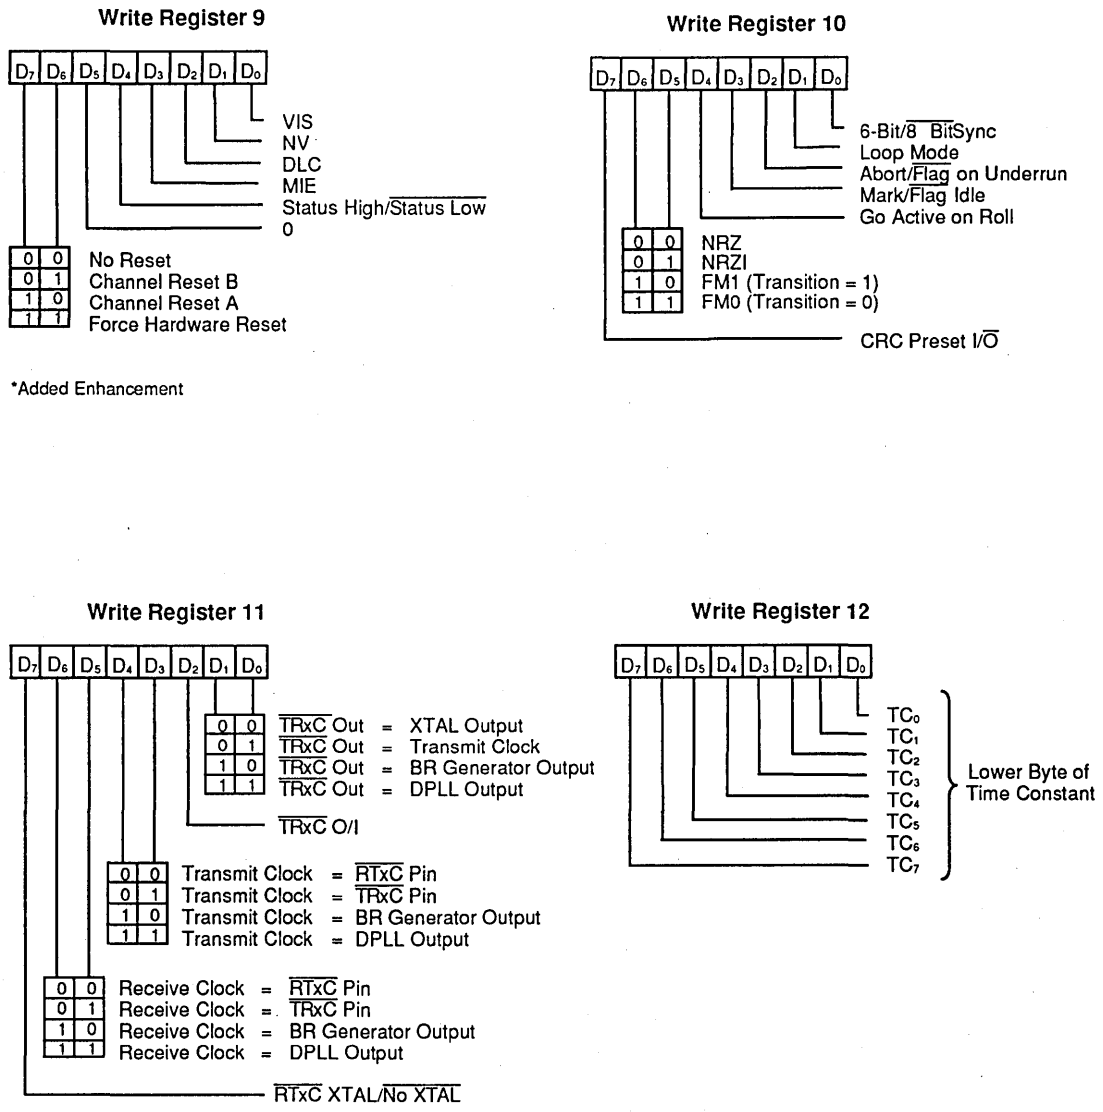 Write Register 9
D7 D6 D5 D4 D3 D2 D1 D0
VIS
NV
DLC
MIE
Status High/Status Low
0
0 0 No Reset
0 1 Channel Reset B
1 0 Channel Reset A
1 1 Force Hardware Reset
*Added Enhancement
Write Register 10
D7 D6 D5 D4 D3 D2 D1 D0
6-Bit/8 BitSync
Loop Mode
Abort/Flag on Underrun
Mark/Flag Idle
Go Active on Roll
0 0 NRZ
0 1 NRZI
1 0 FM1 (Transition = 1)
1 1 FM0 (Transition = 0)
CRC Preset I/O
Write Register 11
D7 D6 D5 D4 D3 D2 D1 D0
0 0 TRxC Out = XTAL Output
0 1 TRxC Out = Transmit Clock
1 0 TRxC Out = BR Generator Output
1 1 TRxC Out = DPLL Output
TRxC O/I
0 0 Transmit Clock = RTxC Pin
0 1 Transmit Clock = TRxC Pin
1 0 Transmit Clock = BR Generator Output
1 1 Transmit Clock = DPLL Output
0 0 Receive Clock = RTxC Pin
0 1 Receive Clock = TRxC Pin
1 0 Receive Clock = BR Generator Output
1 1 Receive Clock = DPLL Output
RTxC XTAL/No XTAL
Write Register 12
D7 D6 D5 D4 D3 D2 D1 D0
TC0
TC1
TC2
TC3
TC4
TC5
TC6
TC7
Lower Byte of
Time Constant